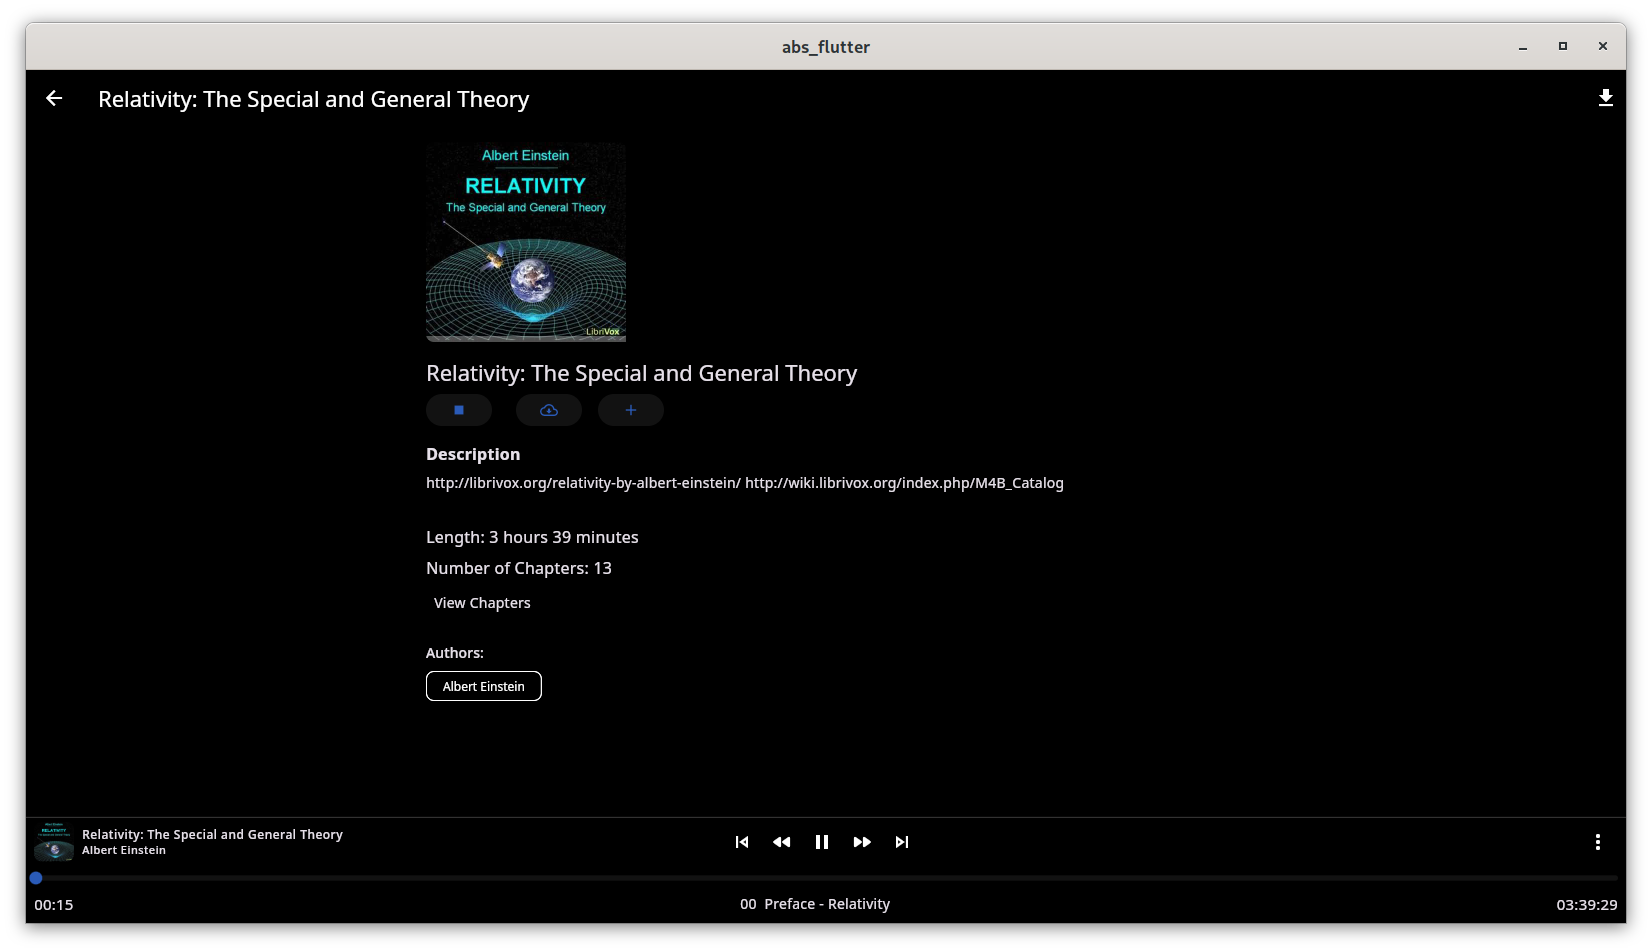 abs_flutter
Relativity: The Special and General Theory
Albert Einstein
RELATIVITY
The Special and General Theory
LibriVox
Relativity: The Special and General Theory
Description
http://librivox.org/relativity-by-albert-einstein/ http://wiki.librivox.org/index.php/M4B_Catalog
Length: 3 hours 39 minutes
Number of Chapters: 13
View Chapters
Authors:
Albert Einstein
RELATIVITY
Relativity: The Special and General Theory
Albert Einstein
00:15
00 Preface - Relativity
03:39:29